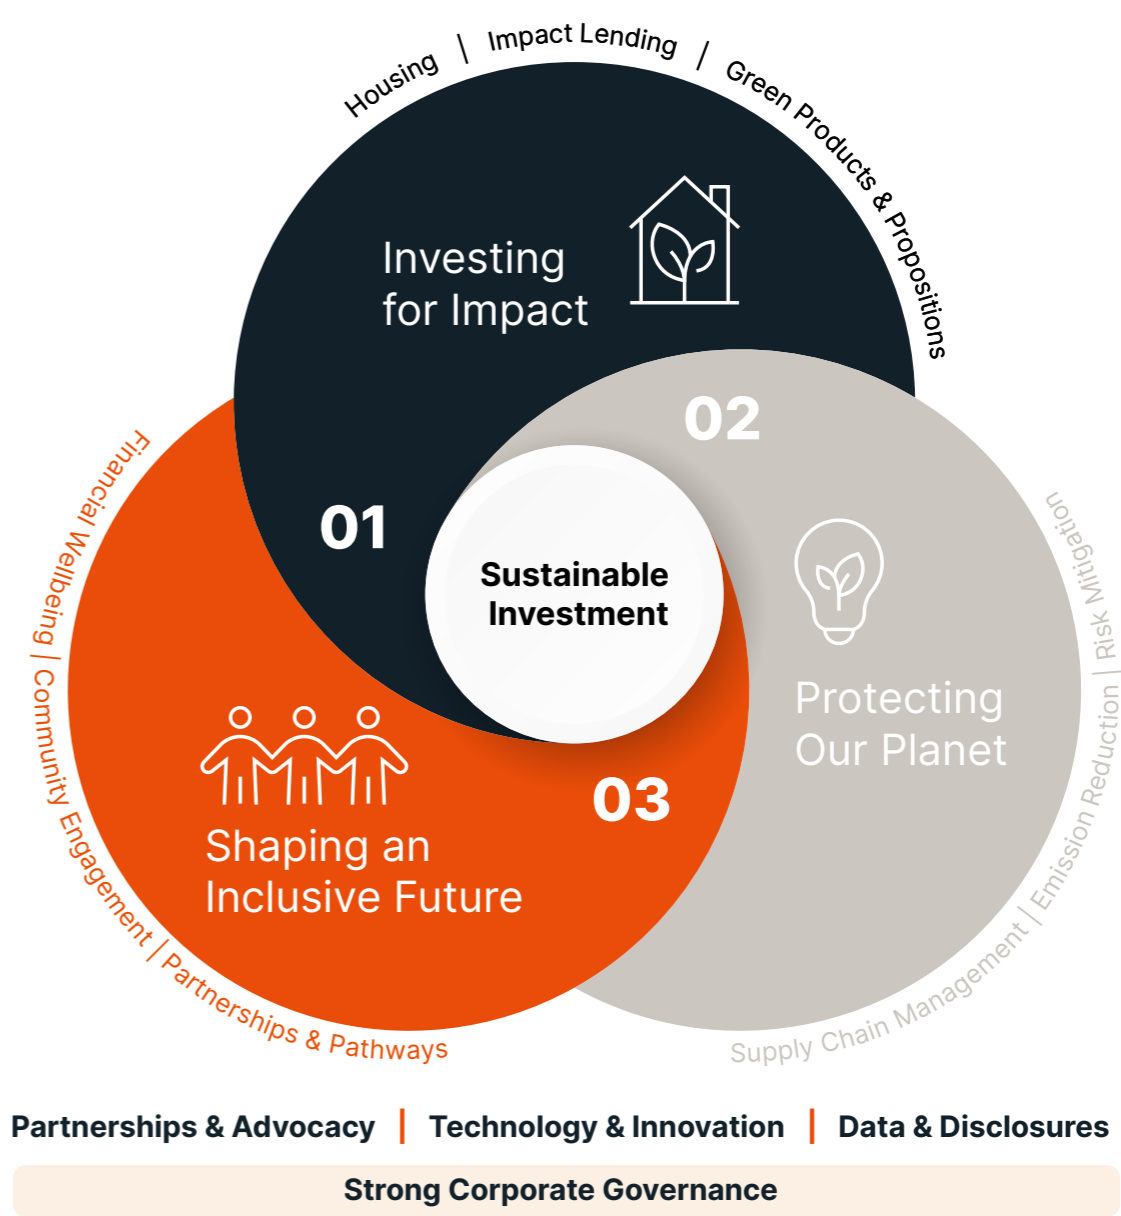 Housing | Impact Lending | Green Products & Propositions
Investing
for Impact
01
02
Sustainable
Investment
Protecting
Our Planet
Supply Chain Management | Emission Reduction | Risk Mitigation
03
Shaping an
Inclusive Future
Financial Wellbeing | Community Engagement | Partnerships & Pathways
Partnerships & Advocacy | Technology & Innovation | Data & Disclosures
Strong Corporate Governance